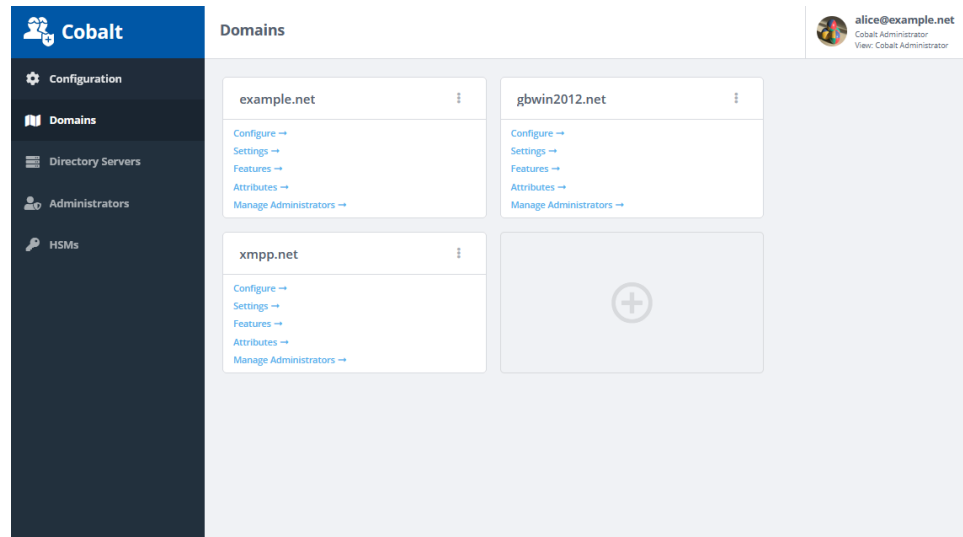 Cobalt
Domains
alice@example.net
Cobalt Administrator
View: Cobalt Administrator
Configuration
Domains
Directory Servers
Administrators
HSMs
example.net
Configure →
Settings →
Features →
Attributes →
Manage Administrators →
gbwin2012.net
Configure →
Settings →
Features →
Attributes →
Manage Administrators →
xmpp.net
Configure →
Settings →
Features →
Attributes →
Manage Administrators →